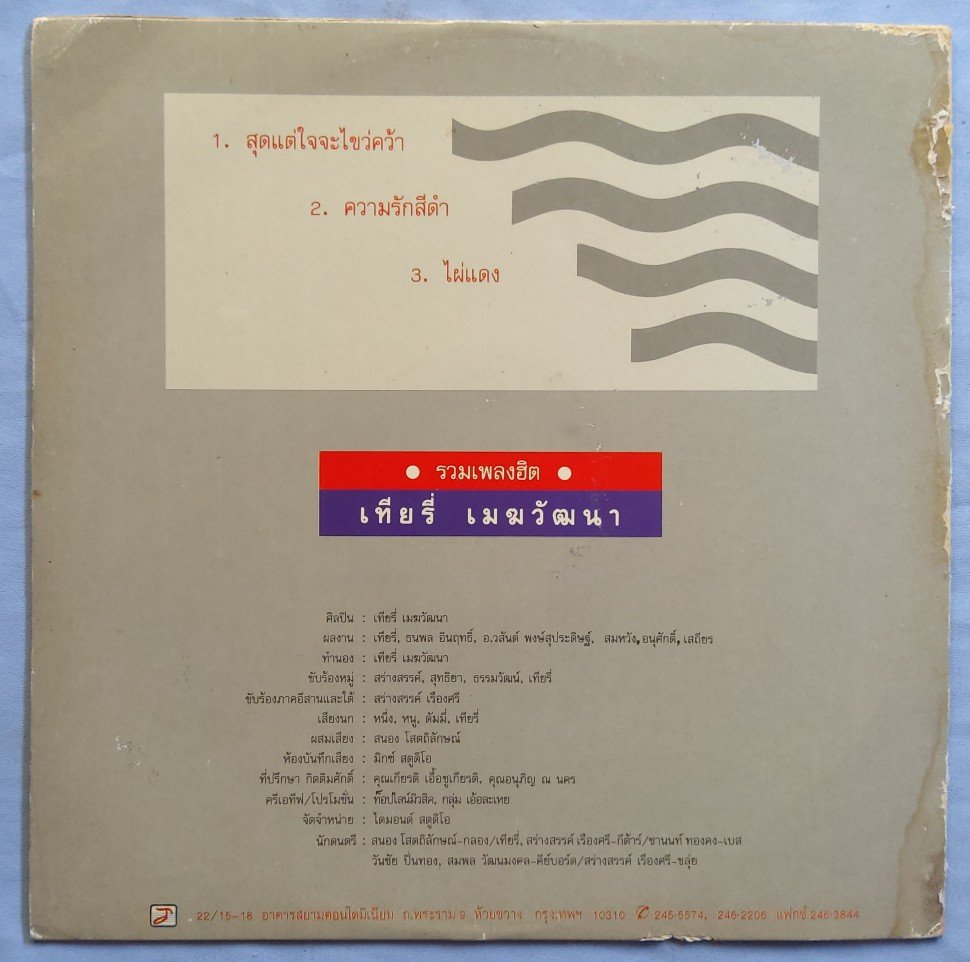 1. สุดแต่ใจจะไขว่คว้า
2. ความรักสีดำ
3. ไผ่แดง
● รวมเพลงฮิต ●
เทียรี่ เมฆวัฒนา
ศิลปิน : เทียรี่ เมฆวัฒนา
ผลงาน : เทียรี่, ธนพล อินฤทธิ์, อ.วสันต์ พงษ์สุประดิษฐ์, สมหวัง, อนุศักดิ์, เสถียร
ทำนอง : เทียรี่ เมฆวัฒนา
ขับร้องหมู่ : สร่างสรรค์, สุทธิยา, ธรรมวัฒน์, เทียรี่
ขับร้องภาคอีสานและใต้ : สร่างสรรค์ เรืองศรี
เสียงนก : หนึ่ง, หนู, ดัมมี่, เทียรี่
ผสมเสียง : สนอง โสตถิลักษณ์
ห้องบันทึกเสียง : มิกซ์ สตูดิโอ
ที่ปรึกษา กิตติมศักดิ์ : คุณเกียรติ เอื้อชูเกียรติ, คุณอนุภิญ ณ นคร
ครีเอทีฟ/โปรโมชั่น : ท็อปไลน์มิวสิค, กลุ่ม เอ้อละเหย
จัดจำหน่าย : ไดมอนด์ สตูดิโอ
นักดนตรี : สนอง โสตถิลักษณ์-กลอง/เทียรี่, สร่างสรรค์ เรืองศรี-กีต้าร์/ชานนท์ ทองคง-เบส
วันชัย ปิ่นทอง, สมพล วัฒนมงคล-คีย์บอร์ด/สร่างสรรค์ เรืองศรี-ขลุ่ย
22/15-18 อาคารสยามคอนโดมิเนียม ถ.พระราม 9 ห้วยขวาง กรุงเทพฯ 10310 ✆ 245-5574, 246-2206 แฟกซ์ 246-3844